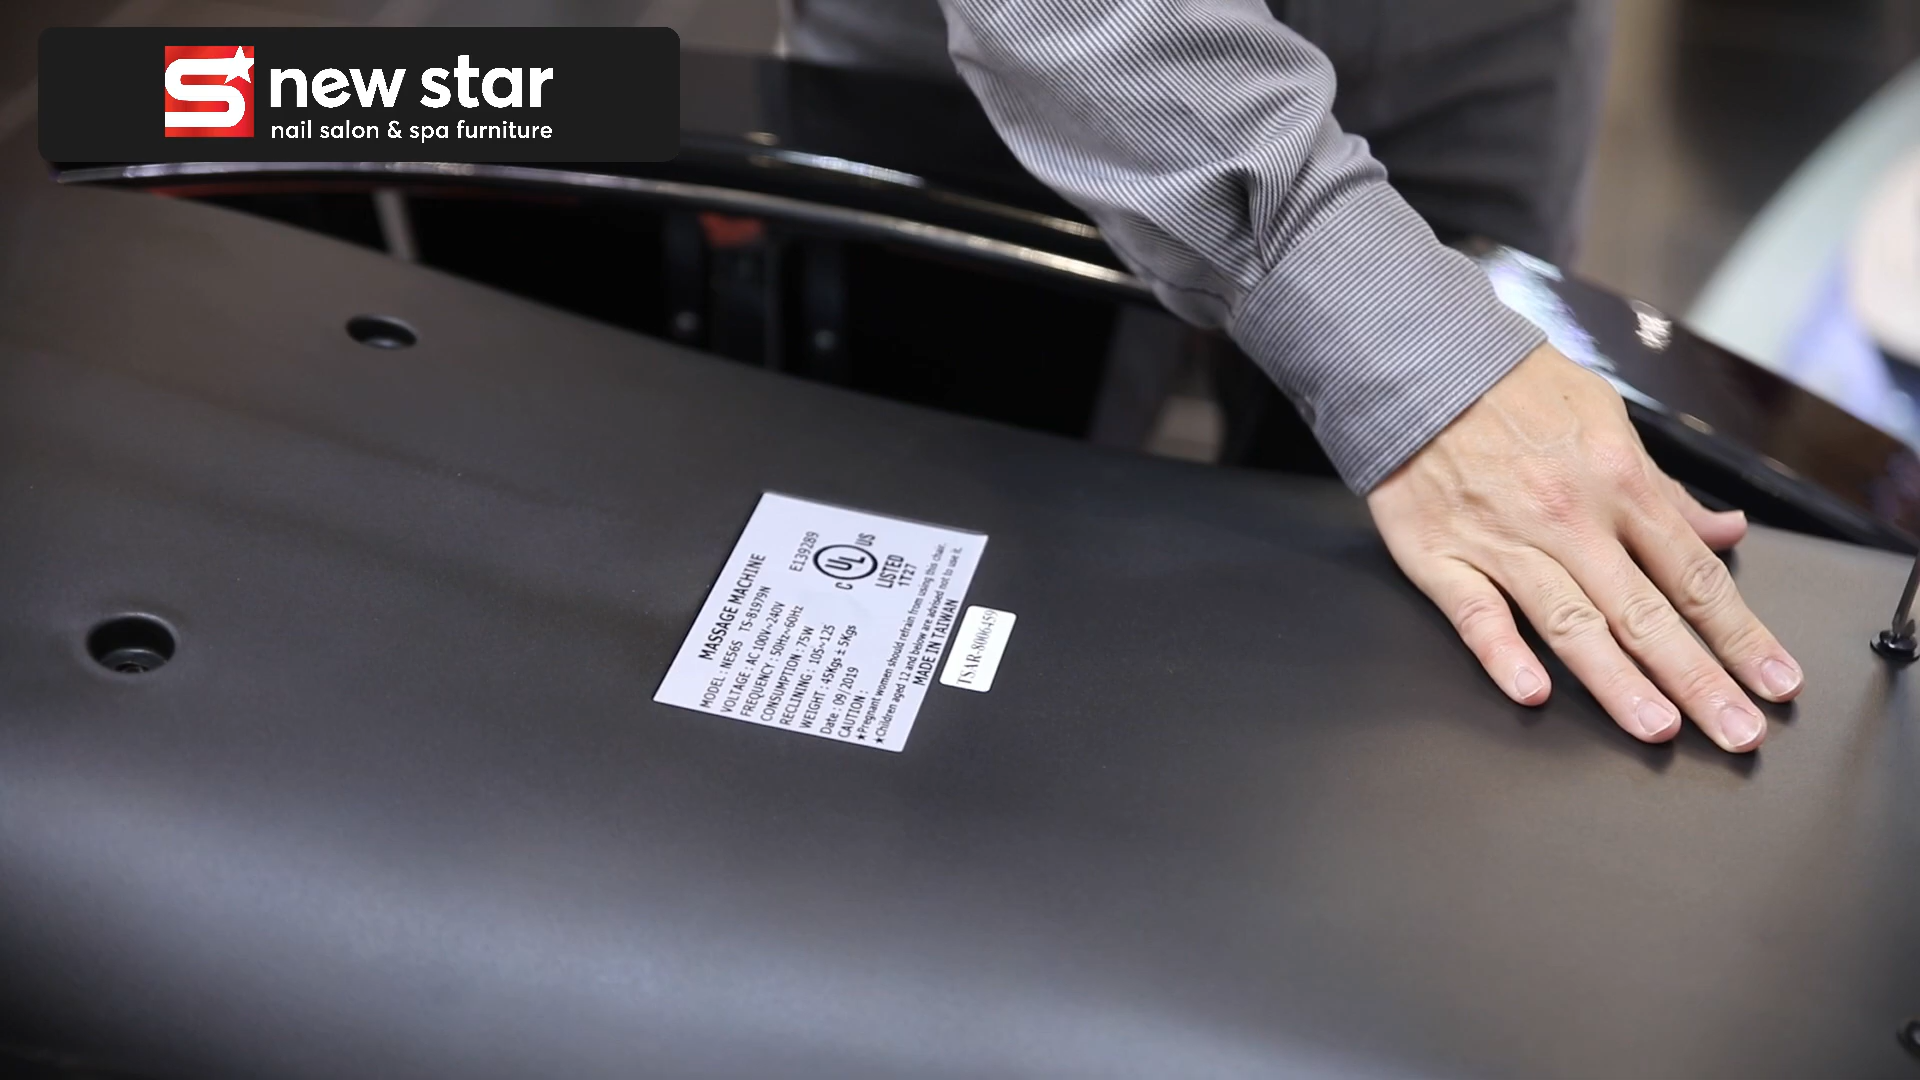 new star
nail salon & spa furniture
MASSAGE MACHINE
MODEL : NE56S TS-81979N
VOLTAGE : AC 100V~240V
FREQUENCY : 50Hz~60Hz
CONSUMPTION : 75W
RECLINING : 105~125
WEIGHT : 45Kgs ± 5Kgs
Date : 09/2019
CAUTION :
★Pregnant women should refrain from using this chair.
★Children aged 12 and below are advised not to use it.
MADE IN TAIWAN
E139289
C UL US
LISTED
1T27
TSAR-8006459